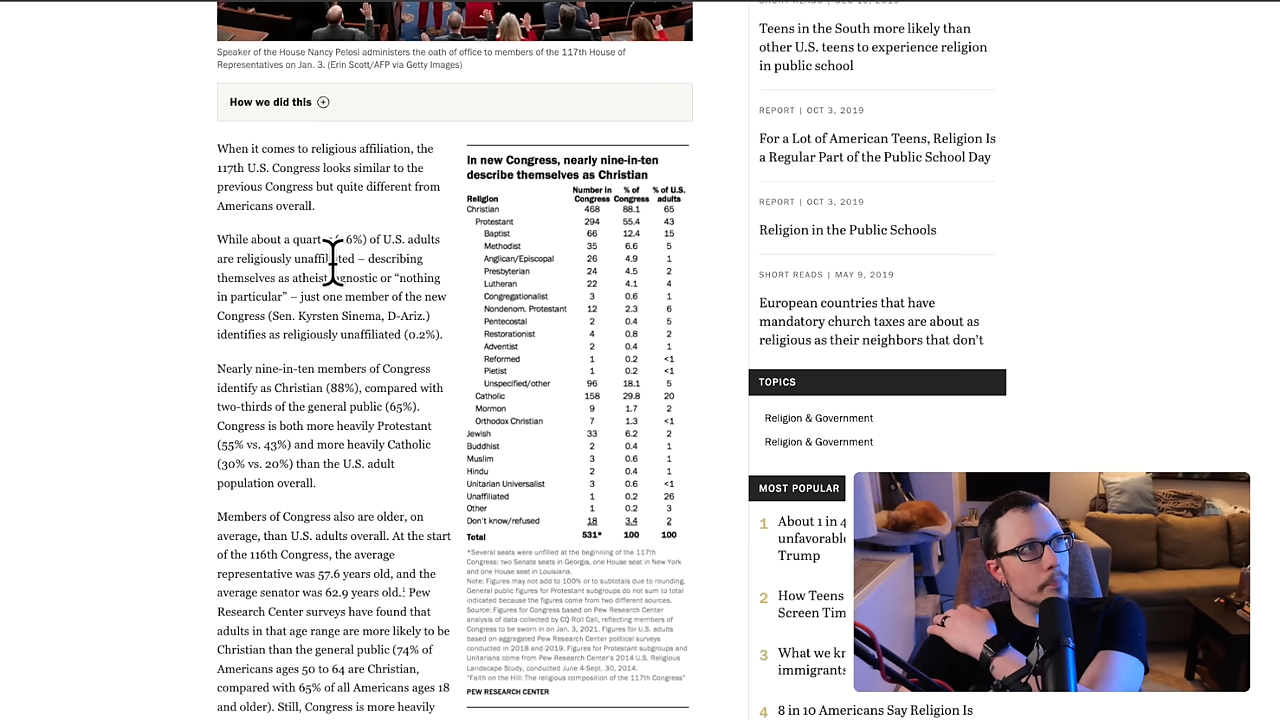 Speaker of the House Nancy Pelosi administers the oath of office to members of the 117th House of
Representatives on Jan. 3. (Erin Scott/AFP via Getty Images)
How we did this
When it comes to religious affiliation, the
117th U.S. Congress looks similar to the
previous Congress but quite different from
Americans overall.
While about a 6%) of U.S. adults
are religiously – describing
themselves as atheist or “nothing
in particular” – just one member of the new
Congress (Sen. Kyrsten Sinema, D-Ariz.)
identifies as religiously unaffiliated (0.2%).
Nearly nine-in-ten members of Congress
identify as Christian (88%), compared with
two-thirds of the general public (65%).
Congress is both more heavily Protestant
(55% vs. 43%) and more heavily Catholic
(30% vs. 20%) than the U.S. adult
population overall.
Members of Congress also are older, on
average, than U.S. adults overall. At the start
of the 116th Congress, the average
representative was 57.6 years old, and the
average senator was 62.9 years old.1 Pew
Research Center surveys have found that
adults in that age range are more likely to be
Christian than the general public (74% of
Americans ages 50 to 64 are Christian,
compared with 65% of all Americans ages 18
and older). Still, Congress is more heavily
In new Congress, nearly nine-in-ten
describe themselves as Christian
Religion Number in Congress % of Congress % of U.S. adults
Christian 468 88.1 65
Protestant 294 55.4 43
Baptist 66 12.4 15
Methodist 35 6.6 5
Anglican/Episcopal 26 4.9 1
Presbyterian 24 4.5 2
Lutheran 22 4.1 4
Congregationalist 3 0.6 1
Nondenom. Protestant 12 2.3 6
Pentecostal 2 0.4 5
Restorationist 4 0.8 2
Adventist 2 0.4 1
Reformed 1 0.2 <1
Pietist 1 0.2 <1
Unspecified/other 96 18.1 5
Catholic 158 29.8 20
Mormon 9 1.7 2
Orthodox Christian 7 1.3 <1
Jewish 33 6.2 2
Buddhist 2 0.4 1
Muslim 3 0.6 1
Hindu 2 0.4 1
Unitarian Universalist 3 0.6 <1
Unaffiliated 1 0.2 26
Other 1 0.2 3
Don't know/refused 18 3.4 2
Total 531* 100 100
*Several seats were unfilled at the beginning of the 117th
Congress: two Senate seats in Georgia, one House seat in New York
and one House seat in Louisiana.
Note: Figures may not add to 100% or to subtotals due to rounding.
General public figures for Protestant subgroups do not sum to total
indicated because the figures come from two different sources.
Source: Figures for Congress based on Pew Research Center
analysis of data collected by CQ Roll Call, reflecting members of
Congress to be sworn in on Jan. 3, 2021. Figures for U.S. adults
based on aggregated Pew Research Center political surveys
conducted in 2018 and 2019. Figures for Protestant subgroups and
Unitarians come from Pew Research Center's 2014 U.S. Religious
Landscape Study, conducted June 4-Sept. 30, 2014.
"Faith on the Hill: The religious composition of the 117th Congress"
PEW RESEARCH CENTER
Teens in the South more likely than
other U.S. teens to experience religion
in public school
REPORT | OCT 3, 2019
For a Lot of American Teens, Religion Is
a Regular Part of the Public School Day
REPORT | OCT 3, 2019
Religion in the Public Schools
SHORT READS | MAY 9, 2019
European countries that have
mandatory church taxes are about as
religious as their neighbors that don’t
TOPICS
Religion & Government
Religion & Government
MOST POPULAR
1 About 1 in 4
unfavorable
Trump
2 How Teens
Screen Tim
3 What we kr
immigrants
4 8 in 10 Americans Say Religion Is